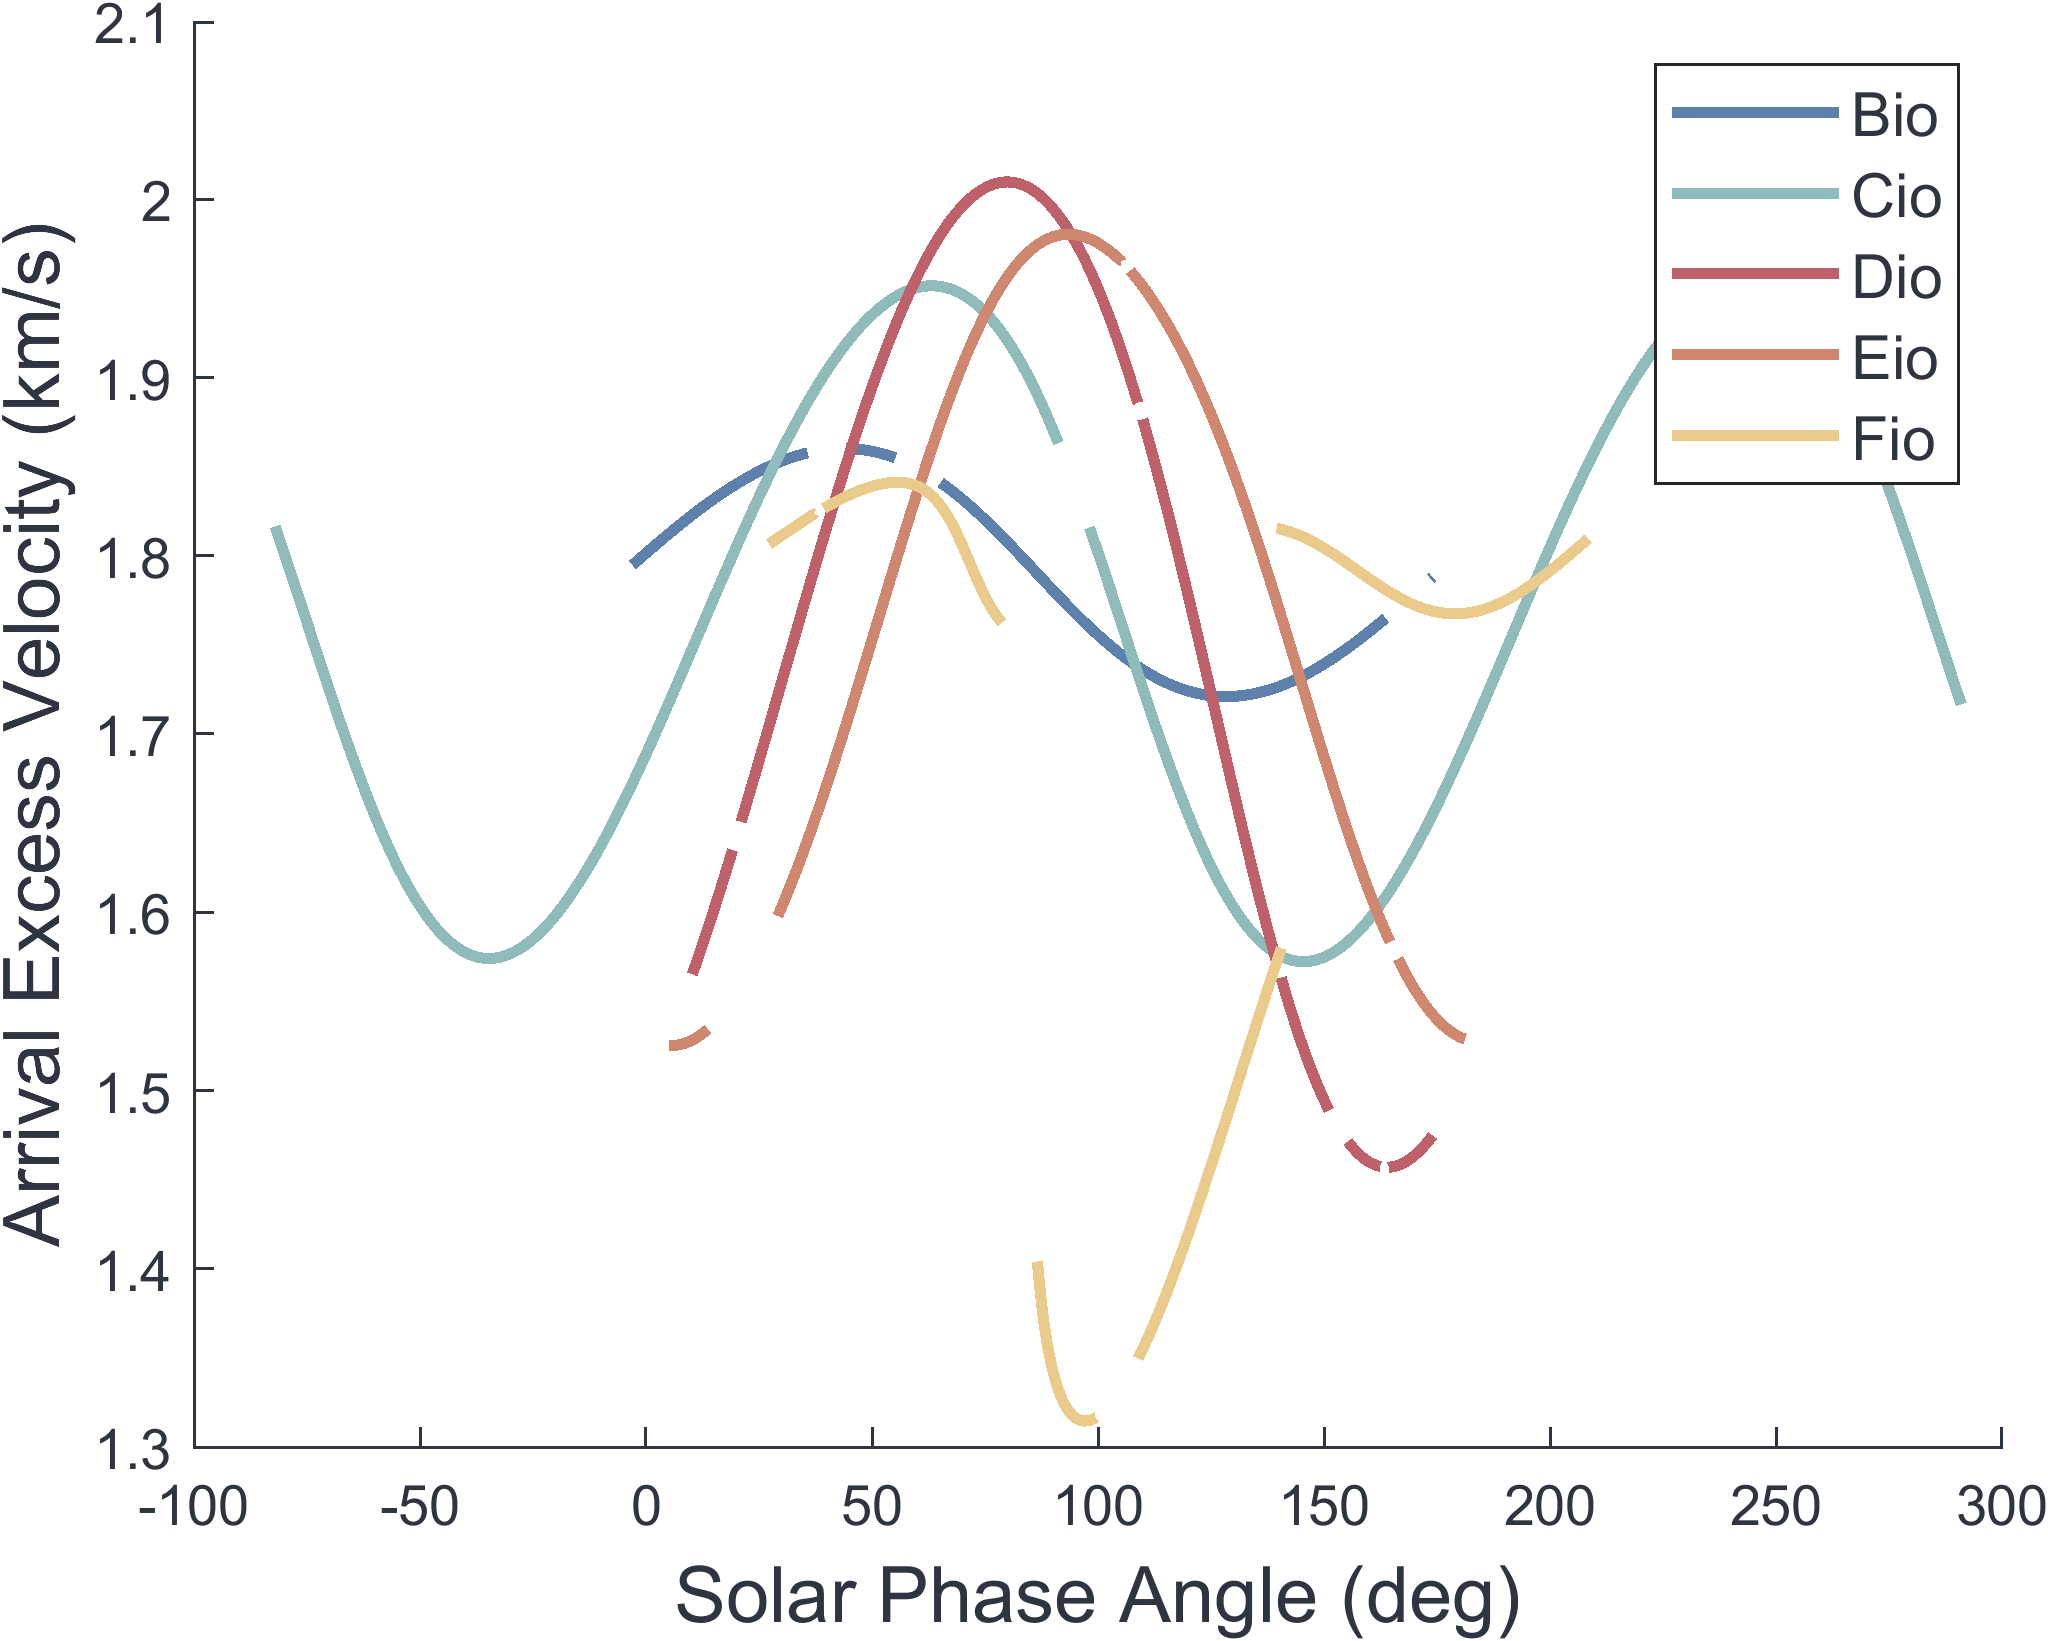 2.1
2
1.9
1.8
1.7
1.6
1.5
1.4
1.3
Arrival Excess Velocity (km/s)
-100 -50 0 50 100 150 200 250 300
Solar Phase Angle (deg)
Bio
Cio
Dio
Eio
Fio